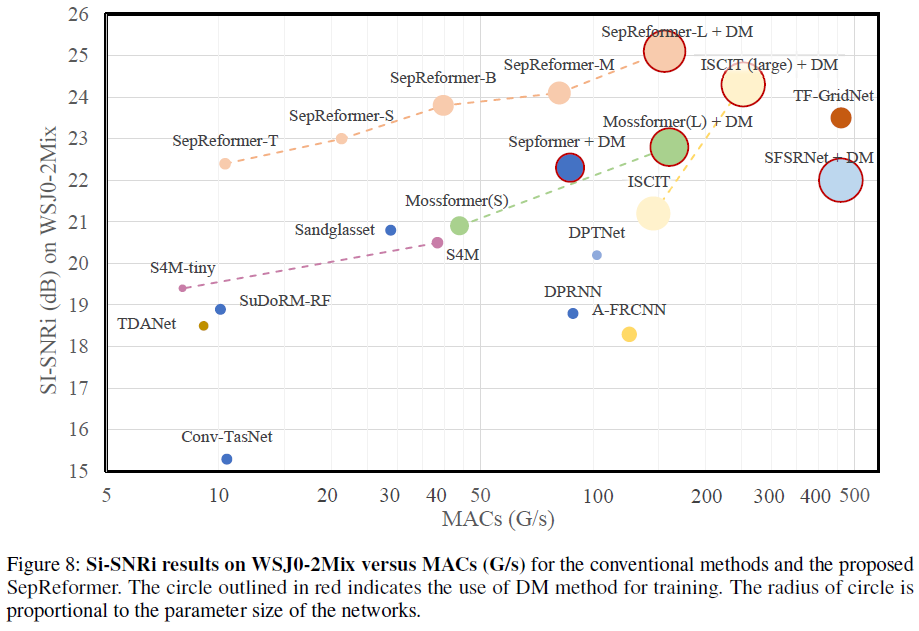 26
25
24
23
22
21
20
19
18
17
16
15
SI-SNRi (dB) on WSJ0-2Mix
SepReformer-L + DM
ISCIT (large) + DM
SepReformer-M
SepReformer-B
TF-GridNet
SepReformer-S
Mossformer(L) + DM
SepReformer-T
Sepformer + DM
SFSRNet + DM
ISCIT
Mossformer(S)
Sandglasset
DPTNet
S4M
S4M-tiny
DPRNN
SuDoRM-RF
A-FRCNN
TDANet
Conv-TasNet
5 10 20 30 40 50 100 200 300 400 500
MACs (G/s)
Figure 8: Si-SNRi results on WSJ0-2Mix versus MACs (G/s) for the conventional methods and the proposed
SepReformer. The circle outlined in red indicates the use of DM method for training. The radius of circle is
proportional to the parameter size of the networks.